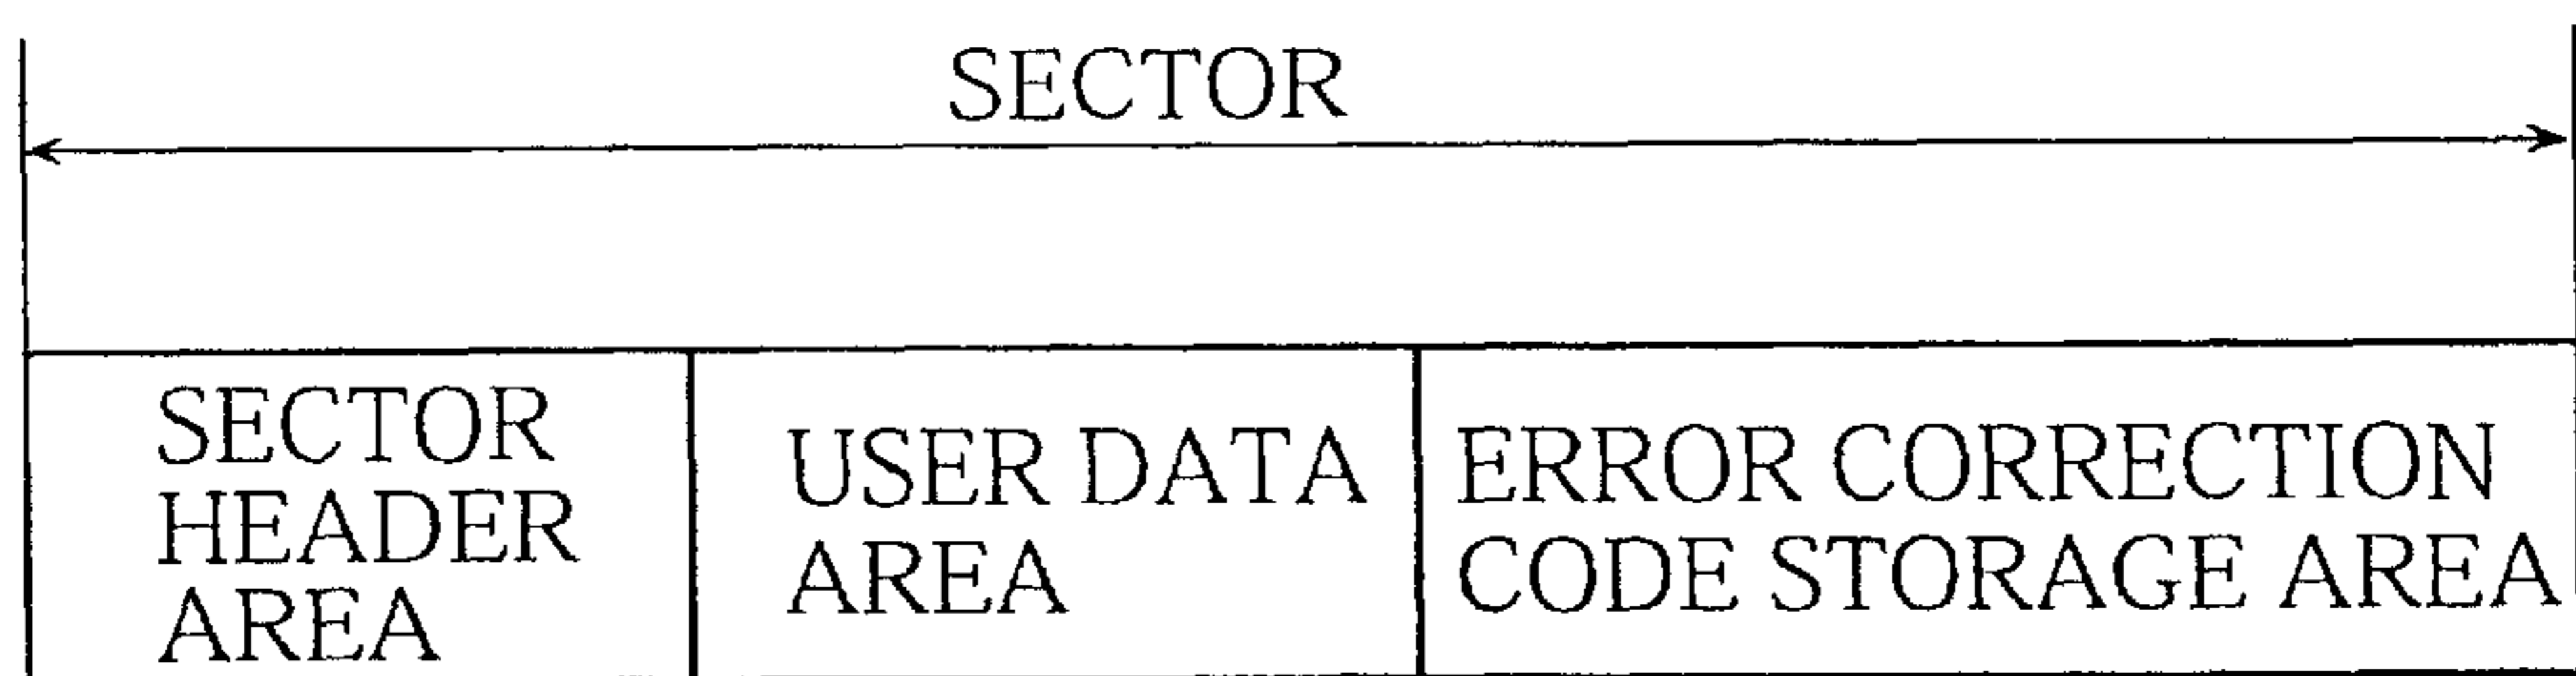 SECTOR
SECTOR
HEADER
AREA
USER DATA
AREA
ERROR CORRECTION
CODE STORAGE AREA